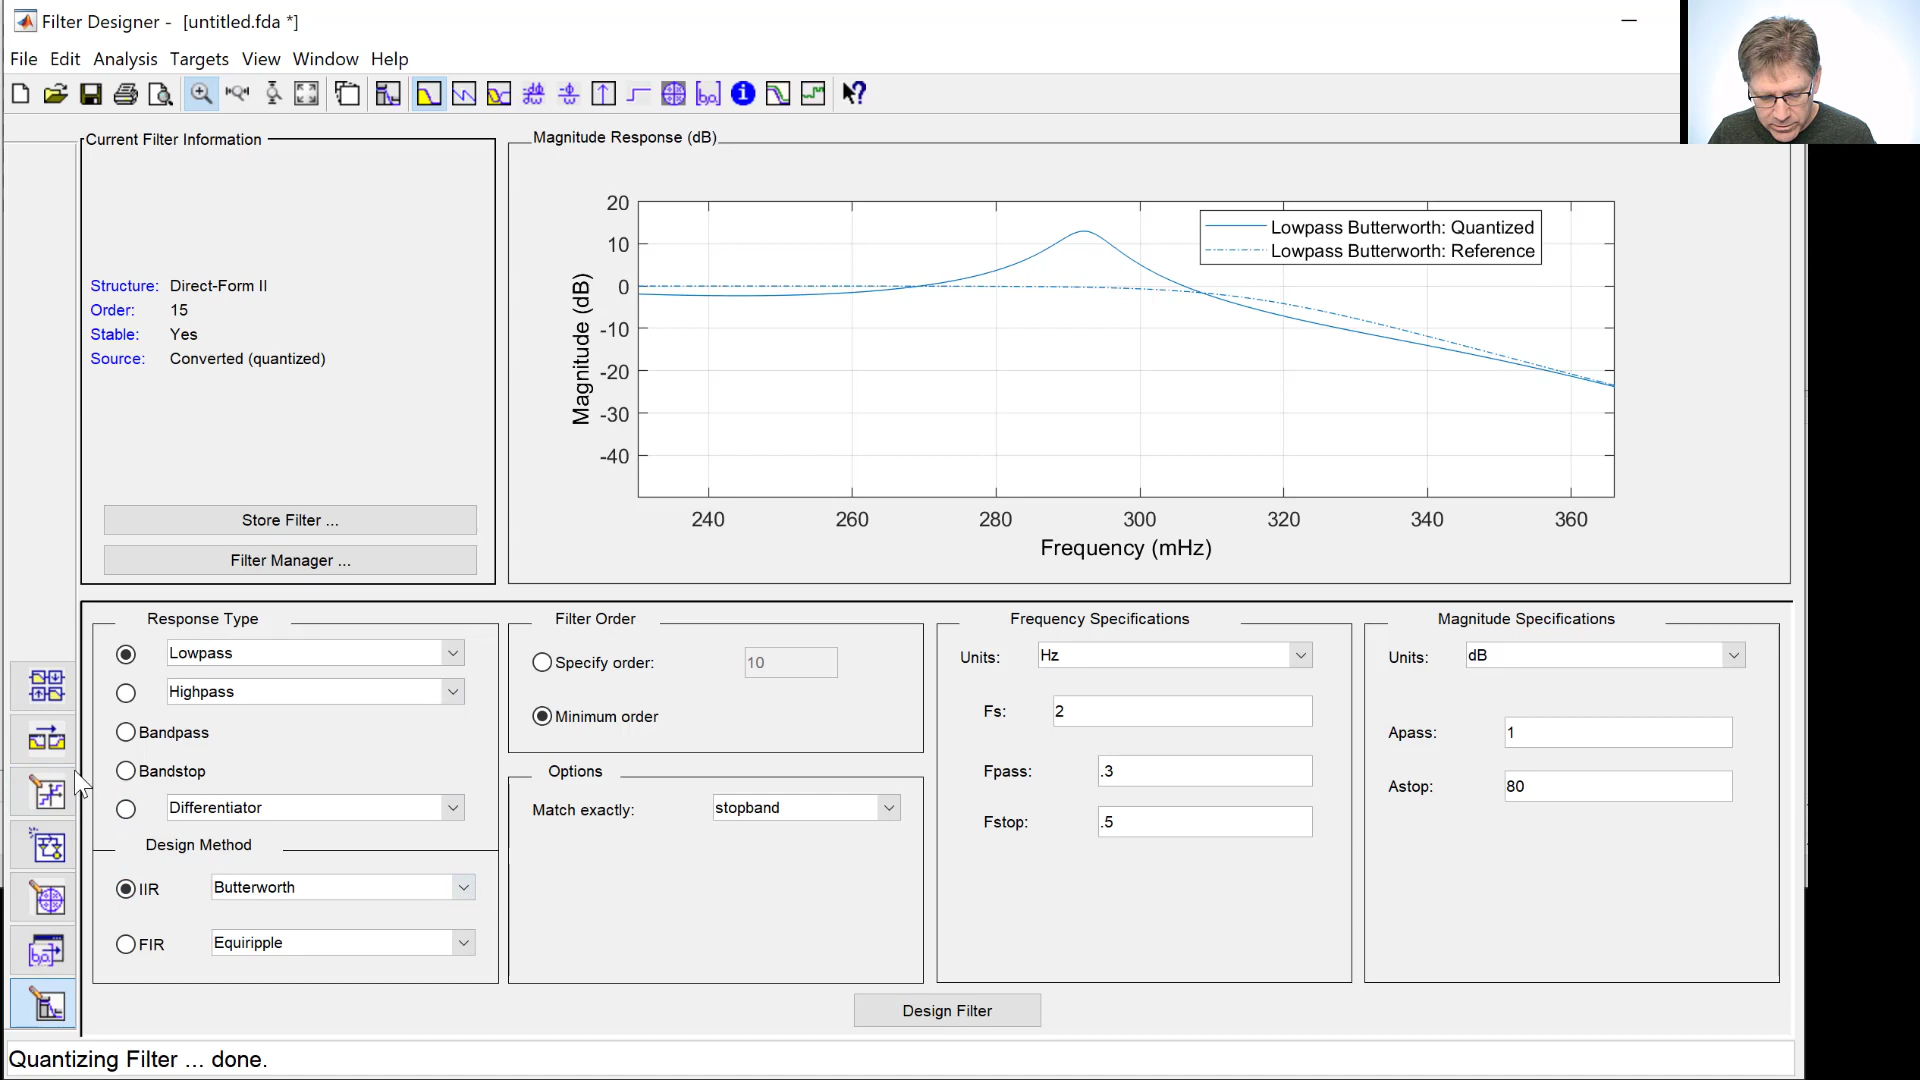 Filter Designer - [untitled.fda *]
File Edit Analysis Targets View Window Help
Current Filter Information
Structure: Direct-Form II
Order: 15
Stable: Yes
Source: Converted (quantized)
Store Filter ...
Filter Manager ...
Magnitude Response (dB)
20
10
0
-10
-20
-30
-40
Magnitude (dB)
Lowpass Butterworth: Quantized
Lowpass Butterworth: Reference
240 260 280 300 320 340 360
Frequency (mHz)
Response Type
Lowpass
Highpass
Bandpass
Bandstop
Differentiator
Design Method
IIR Butterworth
FIR Equiripple
Filter Order
Specify order: 10
Minimum order
Options
Match exactly: stopband
Frequency Specifications
Units: Hz
Fs: 2
Fpass: .3
Fstop: .5
Magnitude Specifications
Units: dB
Apass: 1
Astop: 80
Design Filter
Quantizing Filter ... done.